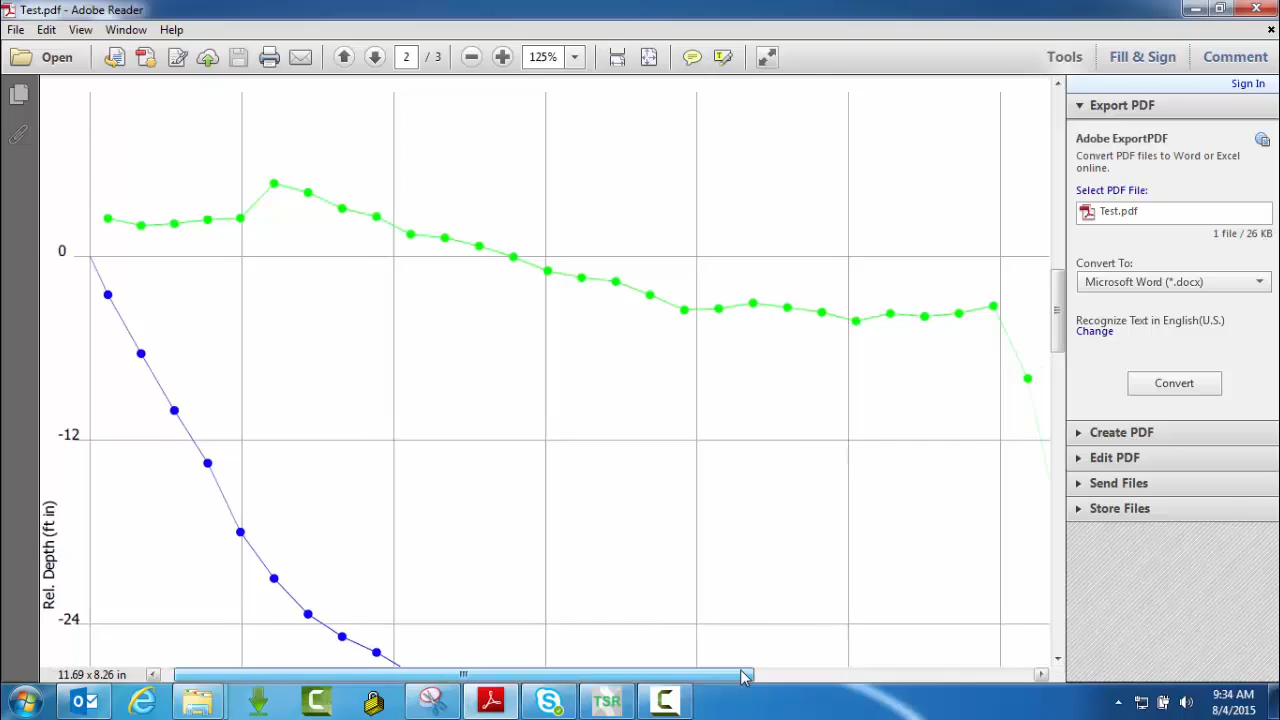 Test.pdf - Adobe Reader
File Edit View Window Help
Open 2 / 3 125% Tools Fill & Sign Comment
Sign In
Export PDF
Adobe ExportPDF
Convert PDF files to Word or Excel
online.
Select PDF File:
Test.pdf
1 file / 26 KB
Convert To:
Microsoft Word (*.docx)
Recognize Text in English(U.S.)
Change
Convert
Create PDF
Edit PDF
Send Files
Store Files
0
-12
-24
Rel. Depth (ft in)
11.69 x 8.26 in
TSR
9:34 AM
8/4/2015